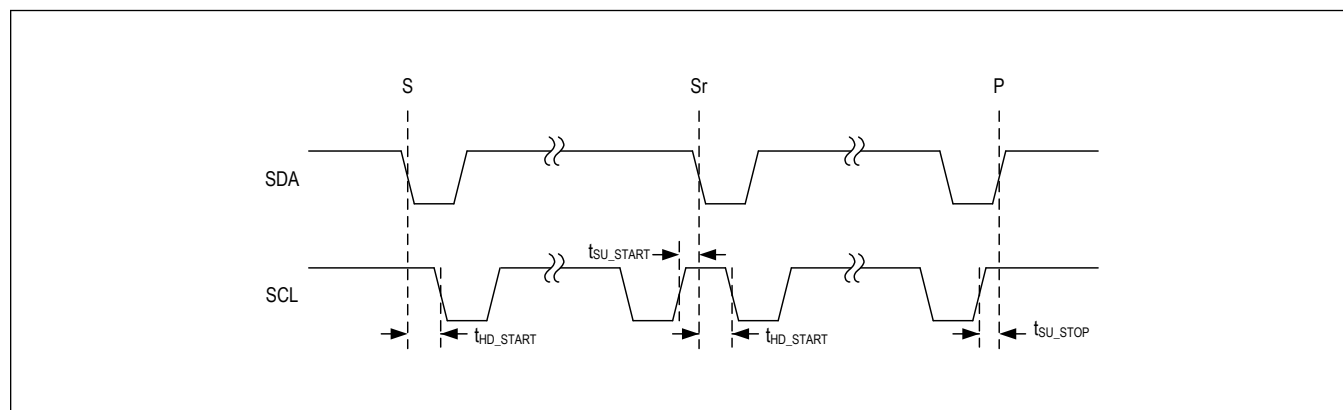 S Sr P
SDA
tSU_START
SCL
tHD_START tHD_START tSU_STOP